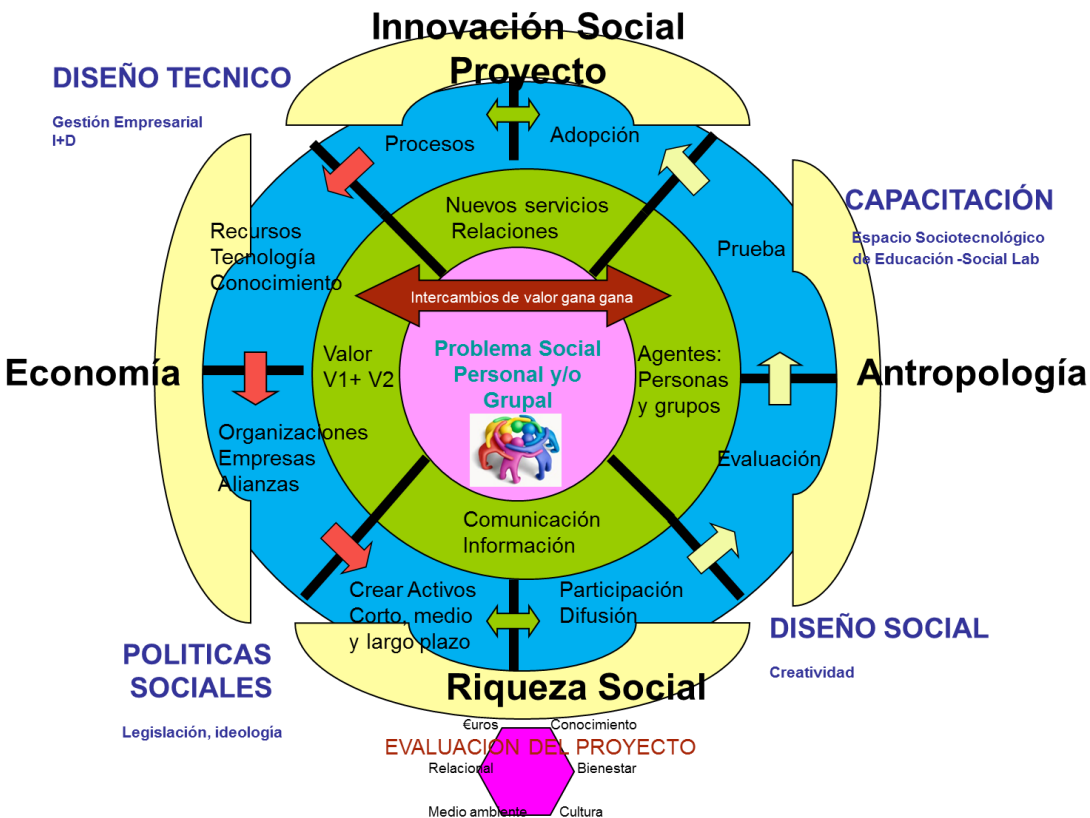 Innovación Social
Proyecto
DISEÑO TECNICO
Gestión Empresarial
I+D
Procesos
Adopción
CAPACITACIÓN
Espacio Sociotecnológico
de Educación -Social Lab
Nuevos servicios
Relaciones
Recursos
Tecnología
Conocimiento
Prueba
Intercambios de valor gana gana
Economía
Valor
V1+ V2
Problema Social
Personal y/o
Grupal
Agentes:
Personas
y grupos
Antropología
Organizaciones
Empresas
Alianzas
Evaluación
Comunicación
Información
Crear Activos
Corto, medio
y largo plazo
Participación
Difusión
DISEÑO SOCIAL
Creatividad
POLITICAS
SOCIALES
Legislación, ideología
Riqueza Social
€uros
Conocimiento
EVALUACION DEL PROYECTO
Relacional
Bienestar
Medio ambiente
Cultura